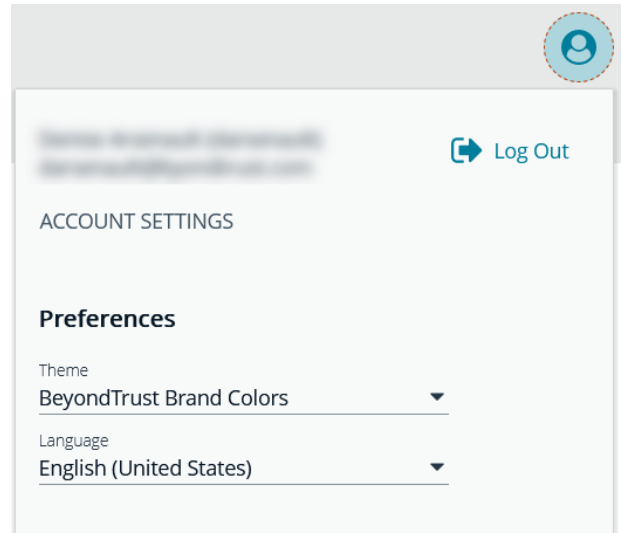 Log Out
ACCOUNT SETTINGS
Preferences
Theme
BeyondTrust Brand Colors
Language
English (United States)